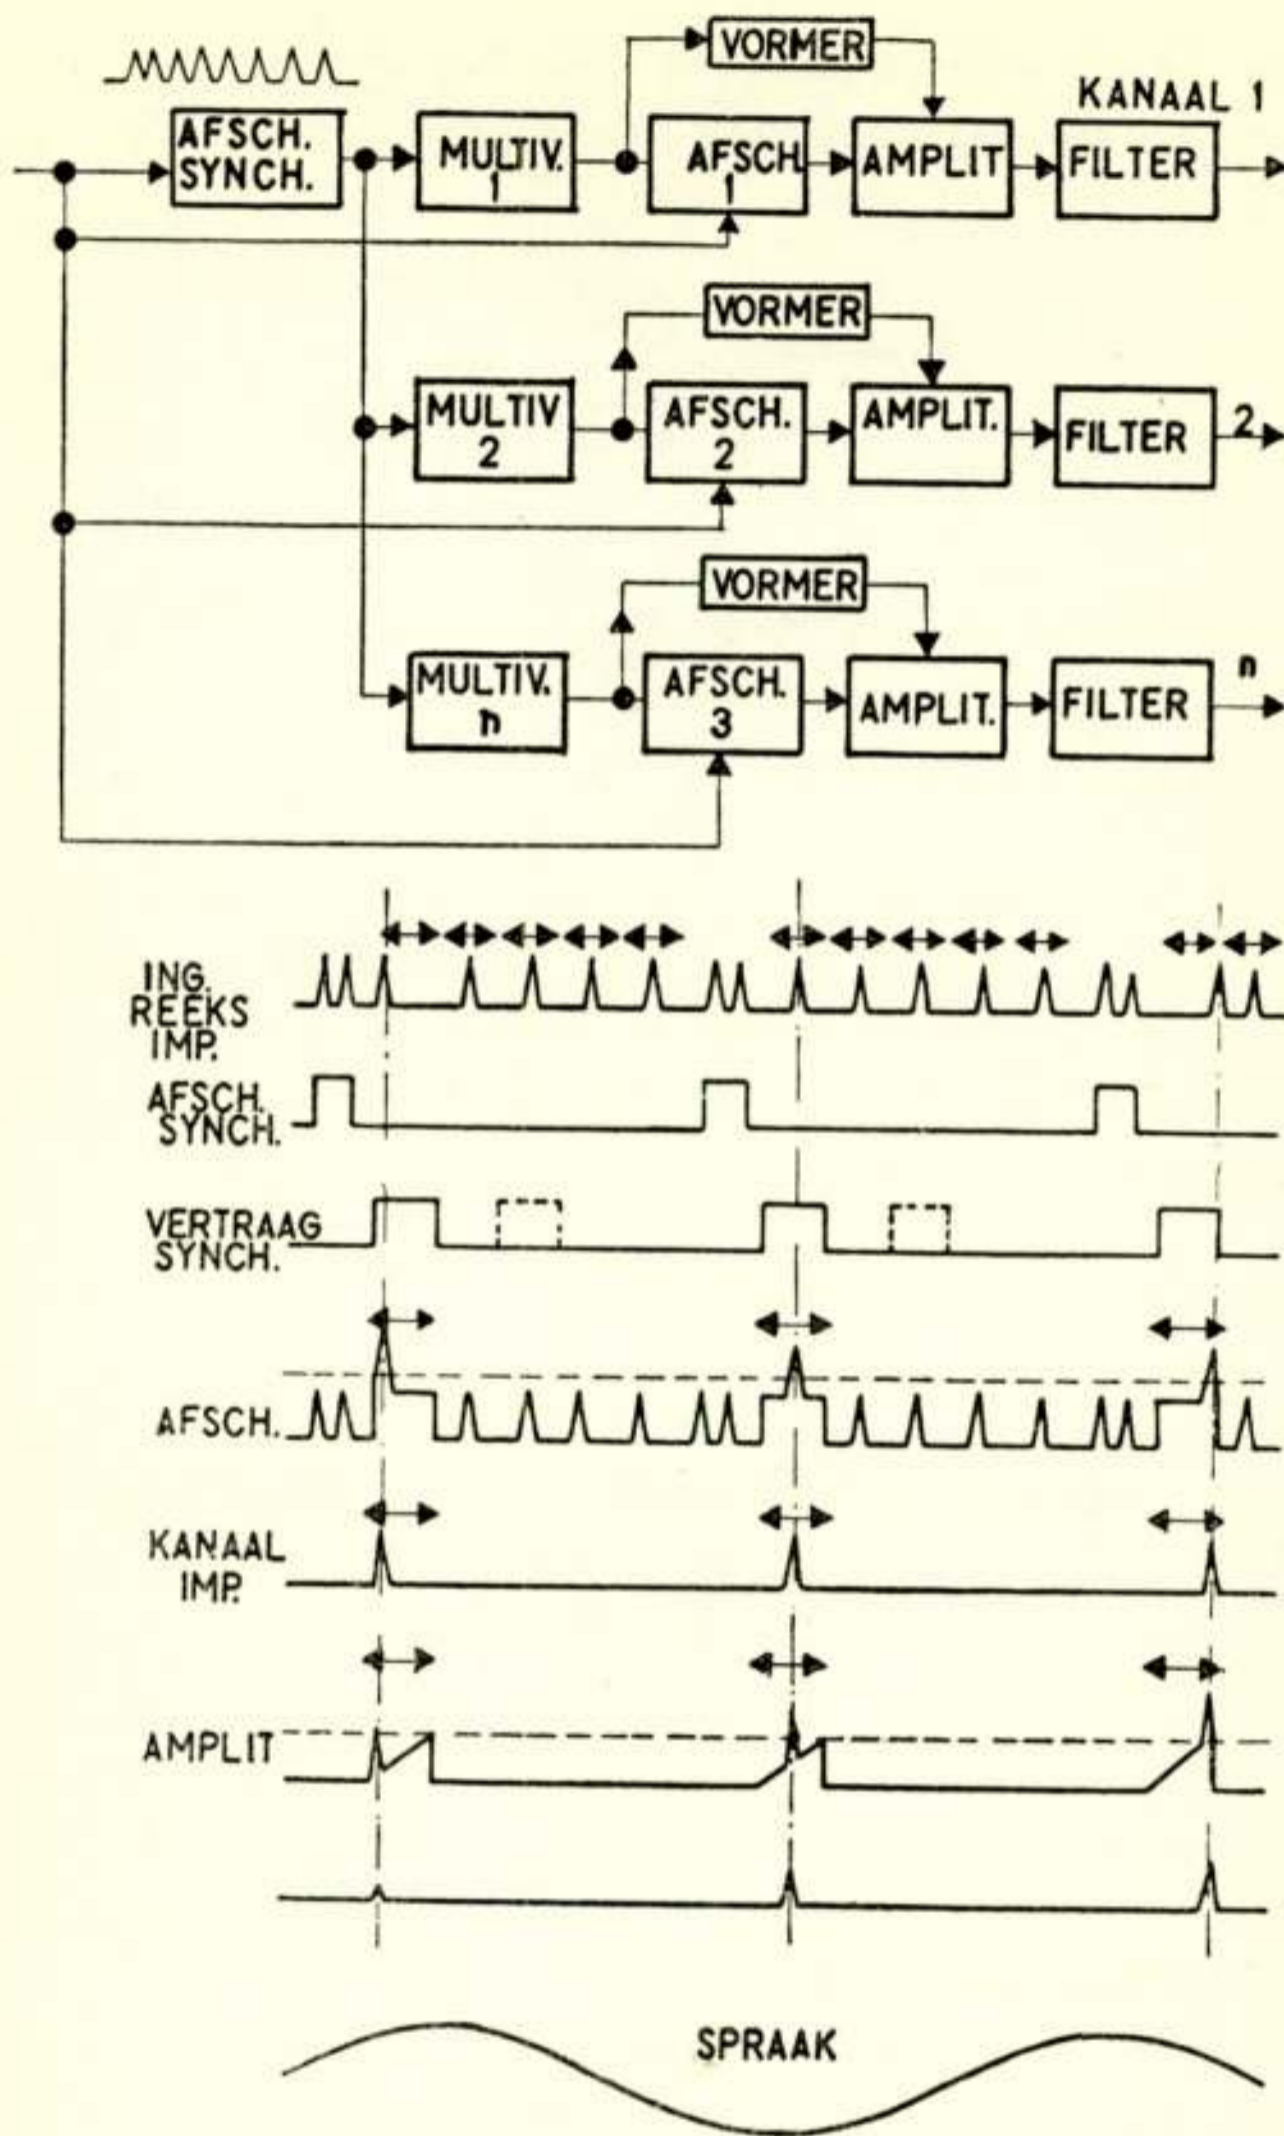 VORMER
KANAAL 1
AFSCH.
SYNCH.
MULTIV.
1
AFSCH
1
AMPLIT
FILTER
VORMER
MULTIV
2
AFSCH.
2
AMPLIT.
FILTER
2
VORMER
MULTIV.
n
AFSCH.
3
AMPLIT.
FILTER
n
ING.
REEKS
IMP.
AFSCH.
SYNCH.
VERTRAAG
SYNCH.
AFSCH.
KANAAL
IMP.
AMPLIT
SPRAAK